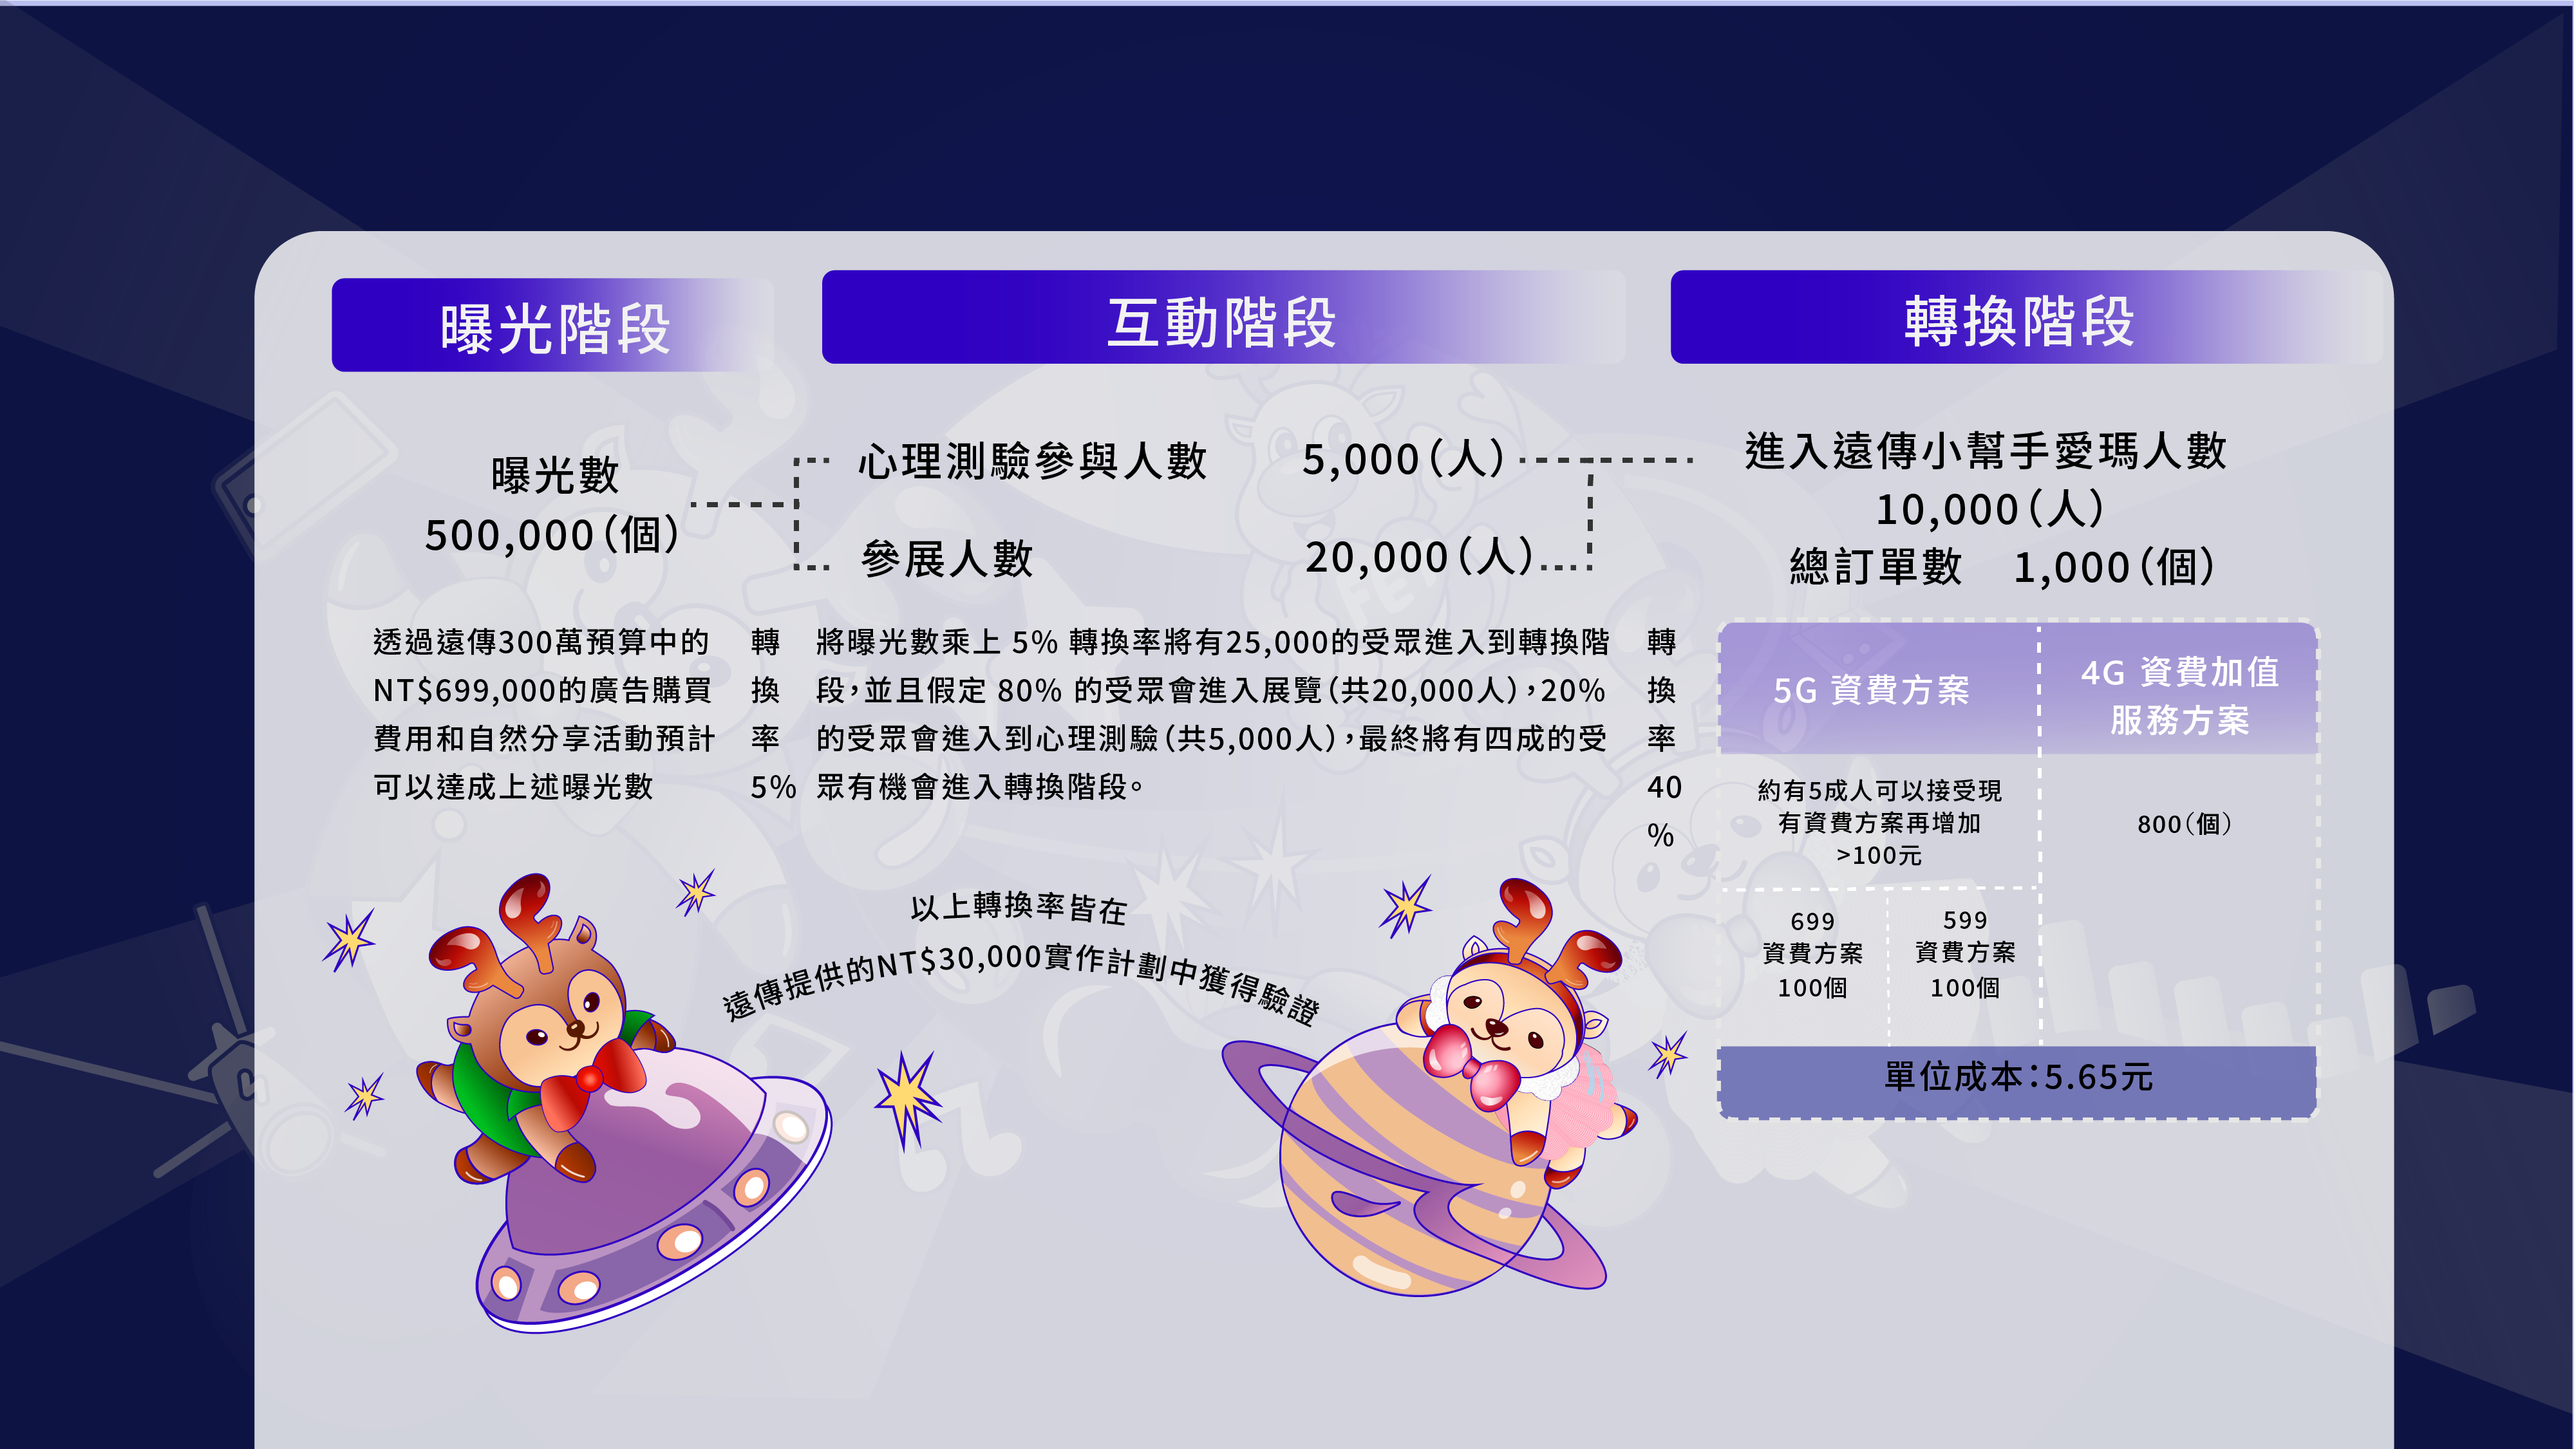 曝光階段
互動階段
轉換階段
曝光數
500,000(個)
心理測驗參與人數 5,000(人)
參展人數 20,000(人)
進入遠傳小幫手愛瑪人數
10,000(人)
總訂單數 1,000(個)
透過遠傳300萬預算中的
NT$699,000的廣告購買
費用和自然分享活動預計
可以達成上述曝光數
轉
換
率
5%
將曝光數乘上 5% 轉換率將有25,000的受眾進入到轉換階
段,並且假定 80% 的受眾會進入展覽(共20,000人),20%
的受眾會進入到心理測驗(共5,000人),最終將有四成的受
眾有機會進入轉換階段。
轉
換
率
40
%
5G 資費方案
4G 資費加值
服務方案
約有5成人可以接受現
有資費方案再增加
>100元
800(個)
699
資費方案
100個
599
資費方案
100個
單位成本:5.65元
以上轉換率皆在
遠傳提供的NT$30,000實作計劃中獲得驗證
FET